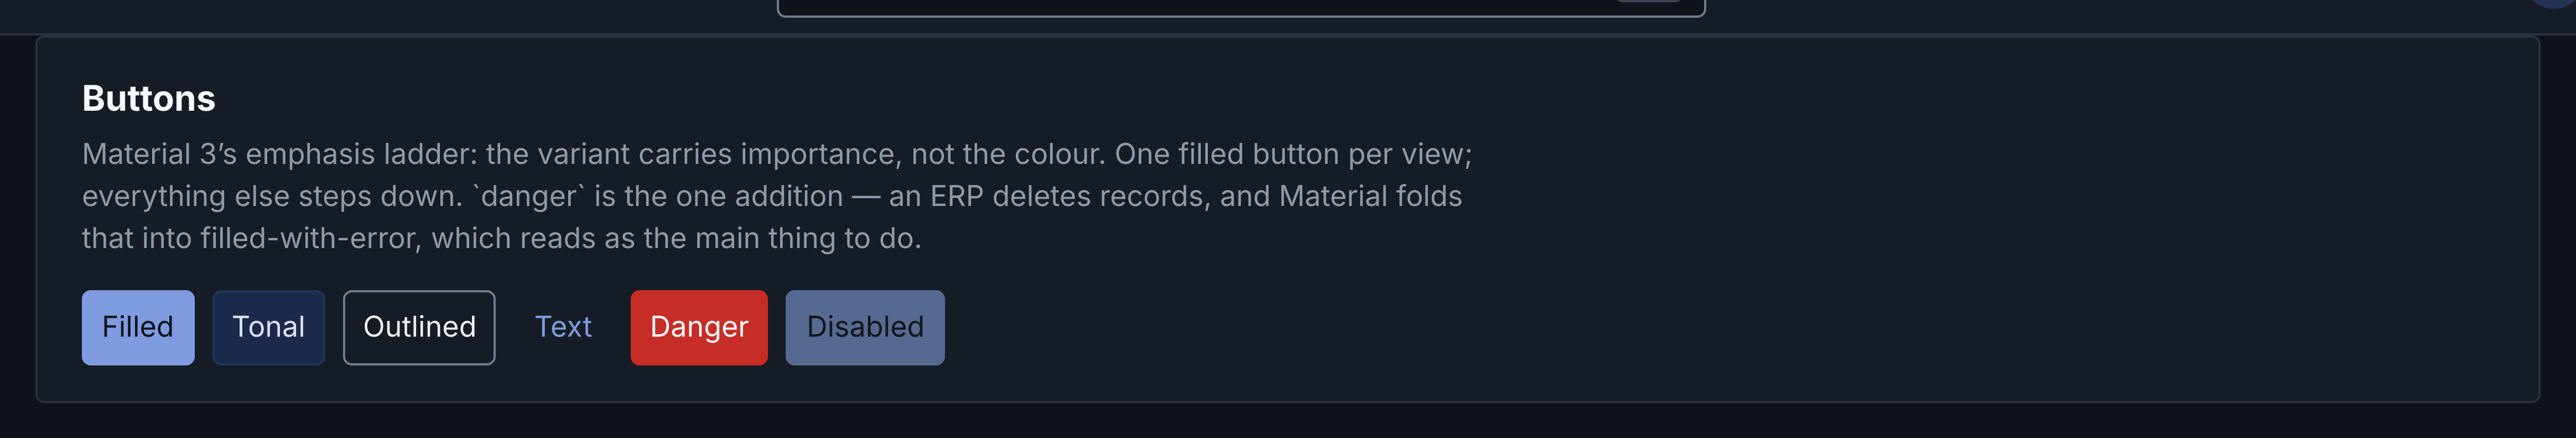 Buttons
Material 3’s emphasis ladder: the variant carries importance, not the colour. One filled button per view;
everything else steps down. `danger` is the one addition — an ERP deletes records, and Material folds
that into filled-with-error, which reads as the main thing to do.
Filled Tonal Outlined Text Danger Disabled